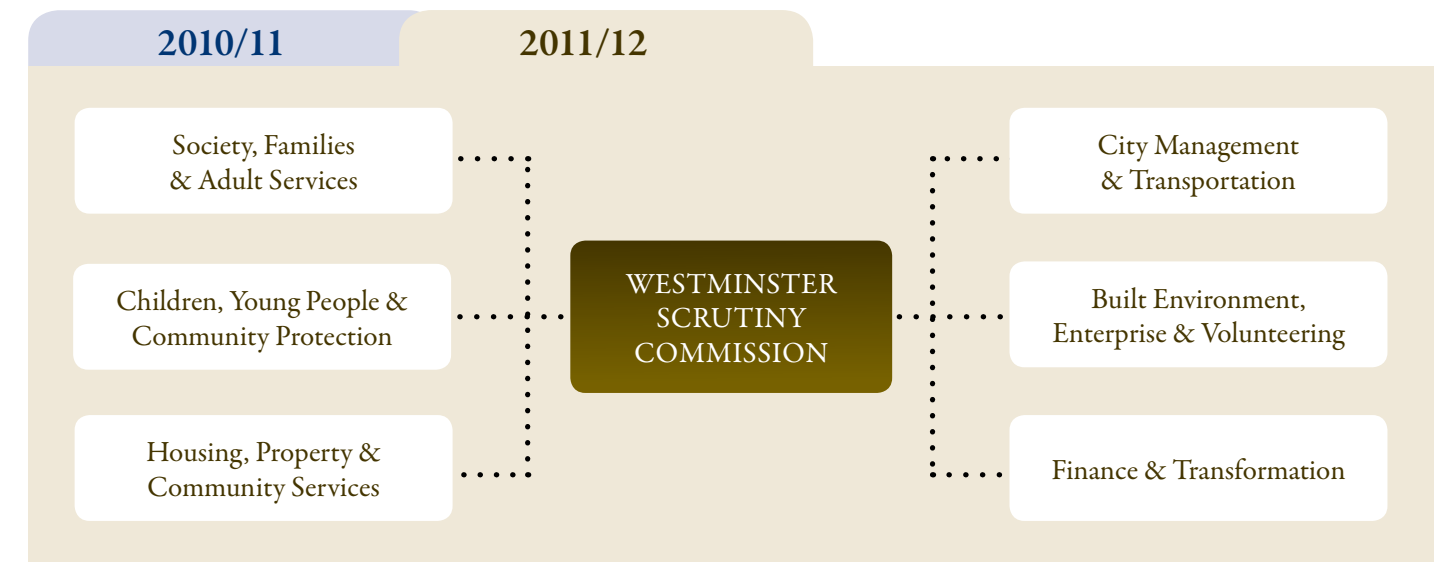 2010/11
2011/12
Society, Families
& Adult Services
Children, Young People &
Community Protection
Housing, Property &
Community Services
WESTMINSTER
SCRUTINY
COMMISSION
City Management
& Transportation
Built Environment,
Enterprise & Volunteering
Finance & Transformation